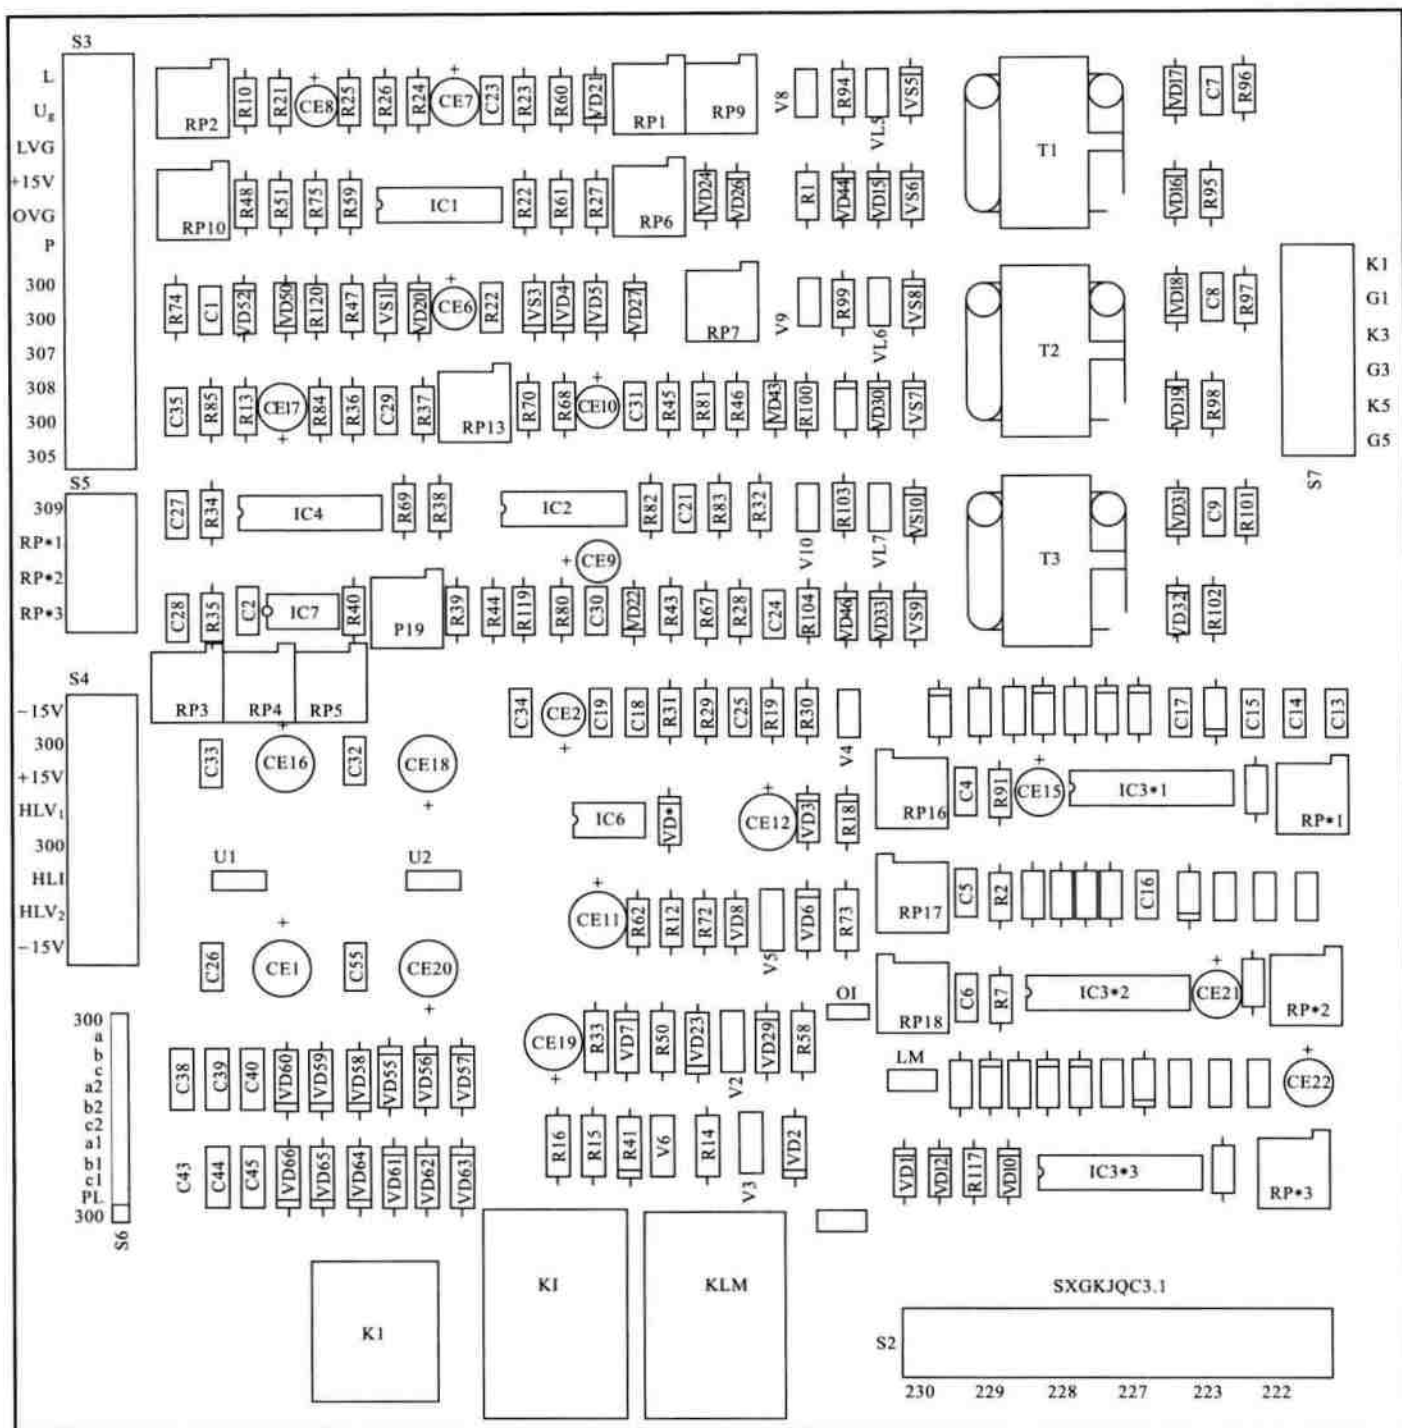 S3
L
Ug
LVG
+15V
OVG
P
300
300
307
308
300
305
RP2 R10 R21 + CE8 R25 R26 R24 + CE7 C23 R23 R60 VD21 RP1 RP9 V8 R94 VL5 VS5 T1 VD17 C7 R96
RP10 R48 R51 R75 R59 IC1 R22 R61 R27 RP6 VD24 VD26 R1 VD44 VD15 VS6 VD16 R95
R74 C1 VD52 VD50 R120 R47 VS1 VD20 + CE6 R22 VS3 VD4 VD5 VD27 RP7 V9 R99 VL6 VS8 T2 VD18 C8 R97
C35 R85 R13 CE17 + R84 R36 C29 R37 RP13 R70 R68 + CE10 C31 R45 R81 R46 VD43 R100 VD30 VS7 VD19 R98
K1
G1
K3
G3
K5
G5
S7
S5
309
RP*1
RP*2
RP*3
C27 R34 IC4 R69 R38 IC2 R82 C21 R83 R32 V10 R103 VL7 VS10 T3 VD31 C9 R101
+ CE9
C28 R35 C2 IC7 R40 P19 R39 R44 R119 R80 C30 VD22 R43 R67 R28 C24 R104 VD46 VD33 VS9 VD32 R102
S4
-15V
300
+15V
HLV1
300
HLI
HLV2
-15V
RP3 RP4 RP5
C34 CE2 + C19 C18 R31 R29 C25 R19 R30 V4 C17 C15 C14 C13
C33 + CE16 C32 CE18 +
RP16 C4 R91 + CE15 IC3*1 RP*1
IC6 VD* CE12 + VD3 R18
U1 U2
+ CE11 R62 R12 R72 VD8 V5 VD6 R73 RP17 C5 R2 C16
C26 + CE1 C55 CE20 +
RP18 C6 R7 IC3*2 + CE21 RP*2
OI
CE19 + R33 VD7 R50 VD23 V2 VD29 R58
LM + CE22
300
a
b
c
a2
b2
c2
a1
b1
c1
PL
300
S6
C38 C39 C40 VD60 VD59 VD58 VD55 VD56 VD57
C43 C44 C45 VD66 VD65 VD64 VD61 VD62 VD63
R16 R15 R41 V6 R14 V3 VD2
VD1 VD12 R117 VD10 IC3*3 RP*3
K1 KI KLM
SXGKJQC3.1
S2
230 229 228 227 223 222